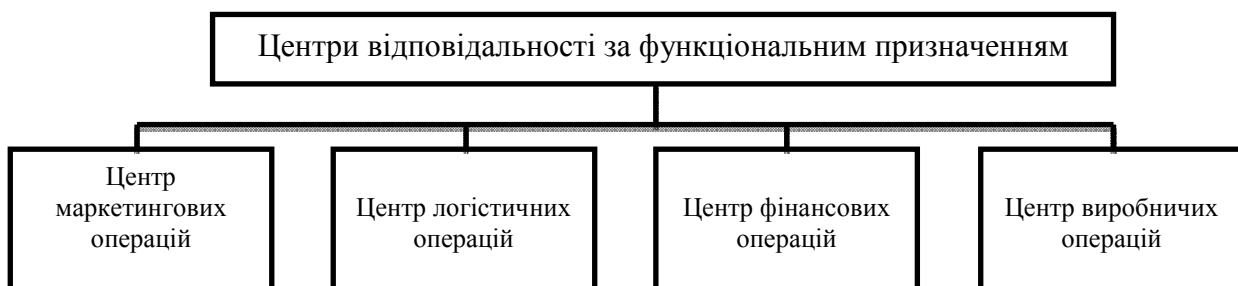 Центри відповідальності за функціональним призначенням
Центр
маркетингових
операцій
Центр логістичних
операцій
Центр фінансових
операцій
Центр виробничих
операцій